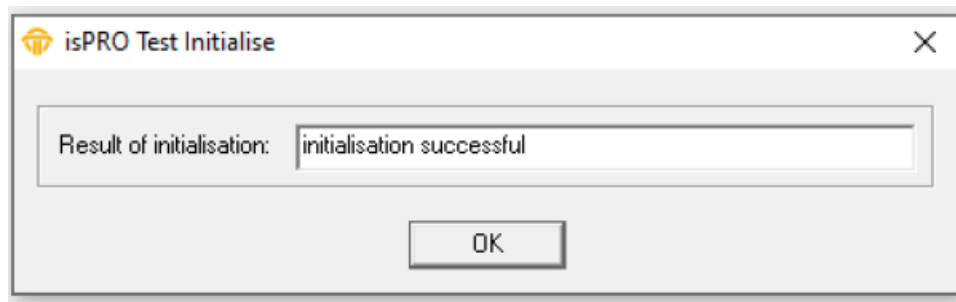 isPRO Test Initialise
Result of initialisation: initialisation successful
OK